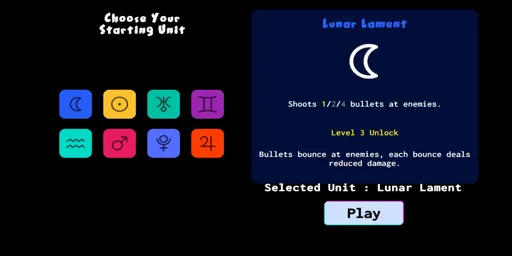 Choose Your
Starting Unit
Lunar Lament
Shoots 1/2/4 bullets at enemies.
Level 3 Unlock
Bullets bounce at enemies, each bounce deals
reduced damage.
Selected Unit : Lunar Lament
Play